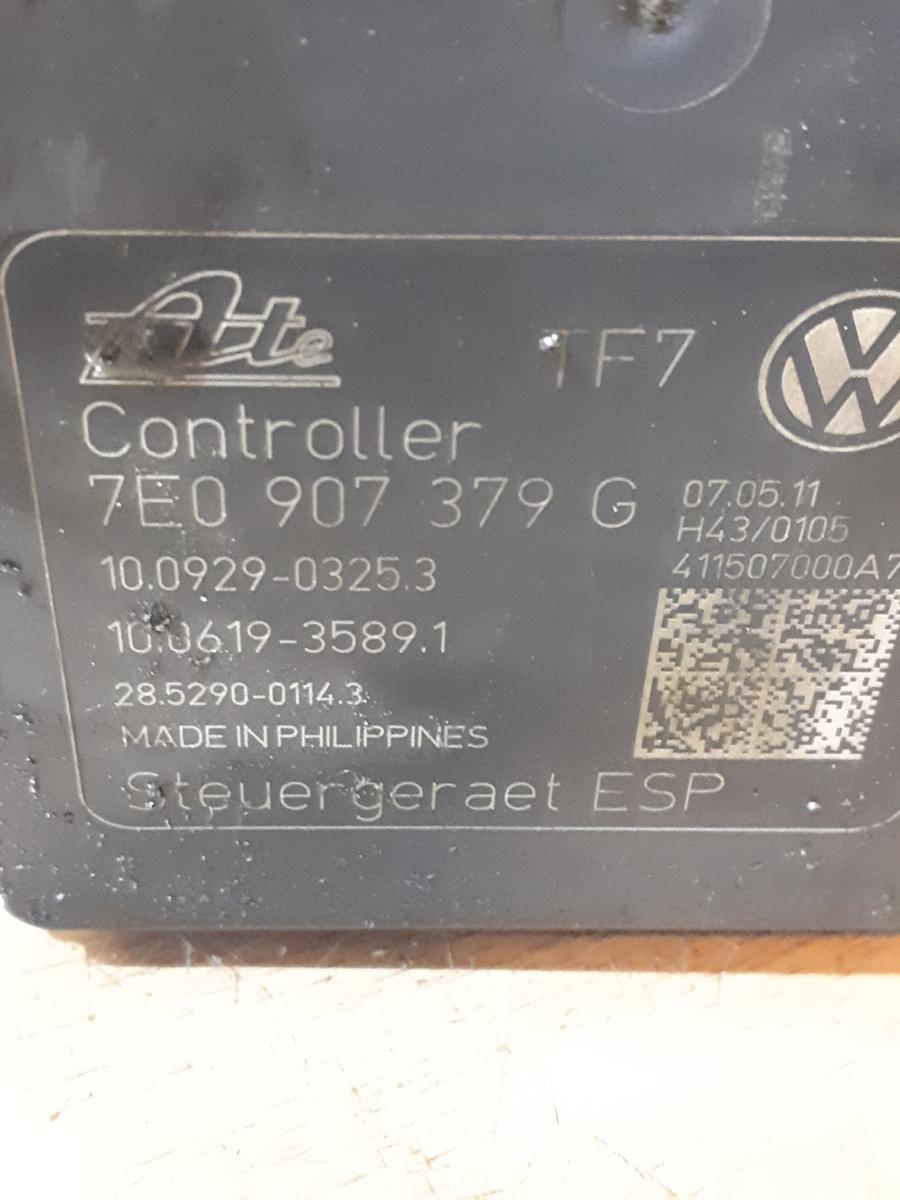 Ate
TF7
Controller
7E0 907 379 G
07.05.11
H43/0105
10.0929-0325.3
411507000A7
10.0619-3589.1
28.5290-0114.3
MADE IN PHILIPPINES
Steuergeraet ESP